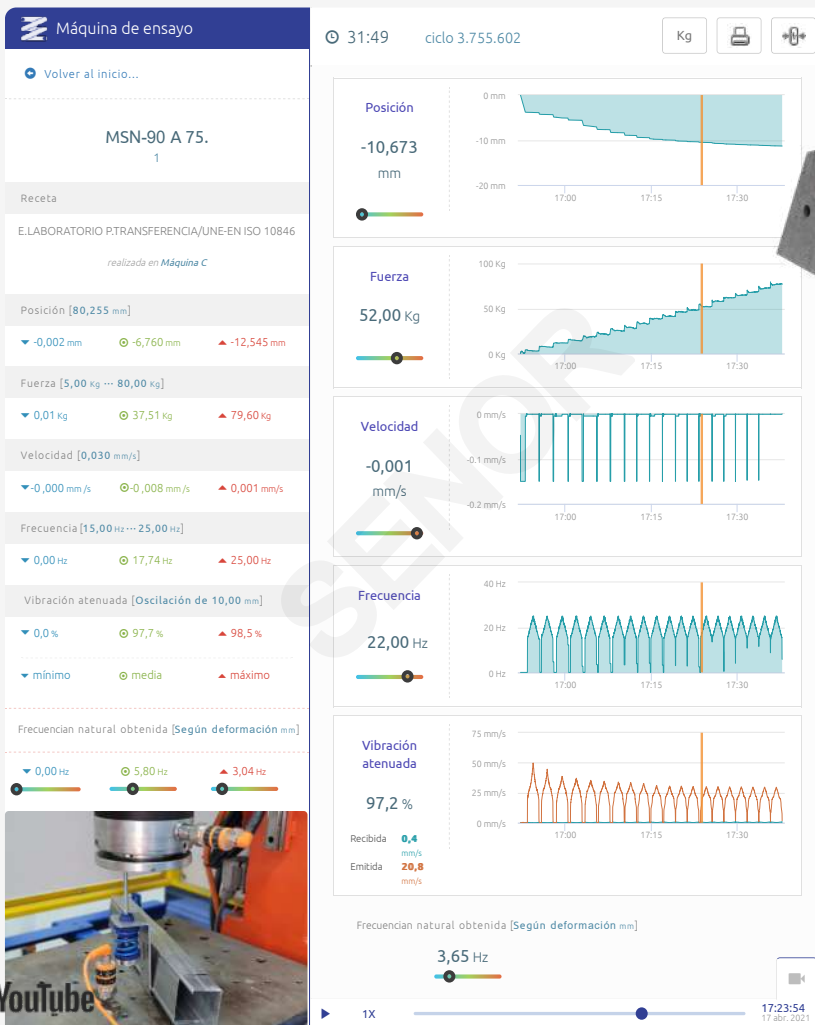 Máquina de ensayo
Volver al inicio...
MSN-90 A 75.
1
Receta
E.LABORATORIO P.TRANSFERENCIA/UNE-EN ISO 10846
realizada en Máquina C
Posición [80,255 mm]
-0,002 mm -6,760 mm -12,545 mm
Fuerza [5,00 Kg ... 80,00 Kg]
0,01 Kg 37,51 Kg 79,60 Kg
Velocidad [0,030 mm/s]
-0,000 mm/s -0,008 mm/s 0,001 mm/s
Frecuencia [15,00 Hz ... 25,00 Hz]
0,00 Hz 17,74 Hz 25,00 Hz
Vibración atenuada [Oscilación de 10,00 mm]
0,0 % 97,7 % 98,5 %
mínimo media máximo
Frecuencian natural obtenida [Según deformación mm]
0,00 Hz 5,80 Hz 3,04 Hz
YouTube
31:49 ciclo 3.755.602 Kg
Posición
-10,673
mm
0 mm
-10 mm
-20 mm
17:00 17:15 17:30
Fuerza
52,00 Kg
100 Kg
50 Kg
0 Kg
17:00 17:15 17:30
Velocidad
-0,001
mm/s
0 mm/s
-0.1 mm/s
-0.2 mm/s
17:00 17:15 17:30
Frecuencia
22,00 Hz
40 Hz
20 Hz
0 Hz
17:00 17:15 17:30
Vibración
atenuada
97,2 %
Recibida 0,4
mm/s
Emitida 20,8
mm/s
75 mm/s
50 mm/s
25 mm/s
0 mm/s
17:00 17:15 17:30
SENOR
Frecuencian natural obtenida [Según deformación mm]
3,65 Hz
1X
17:23:54
17 abr. 2021